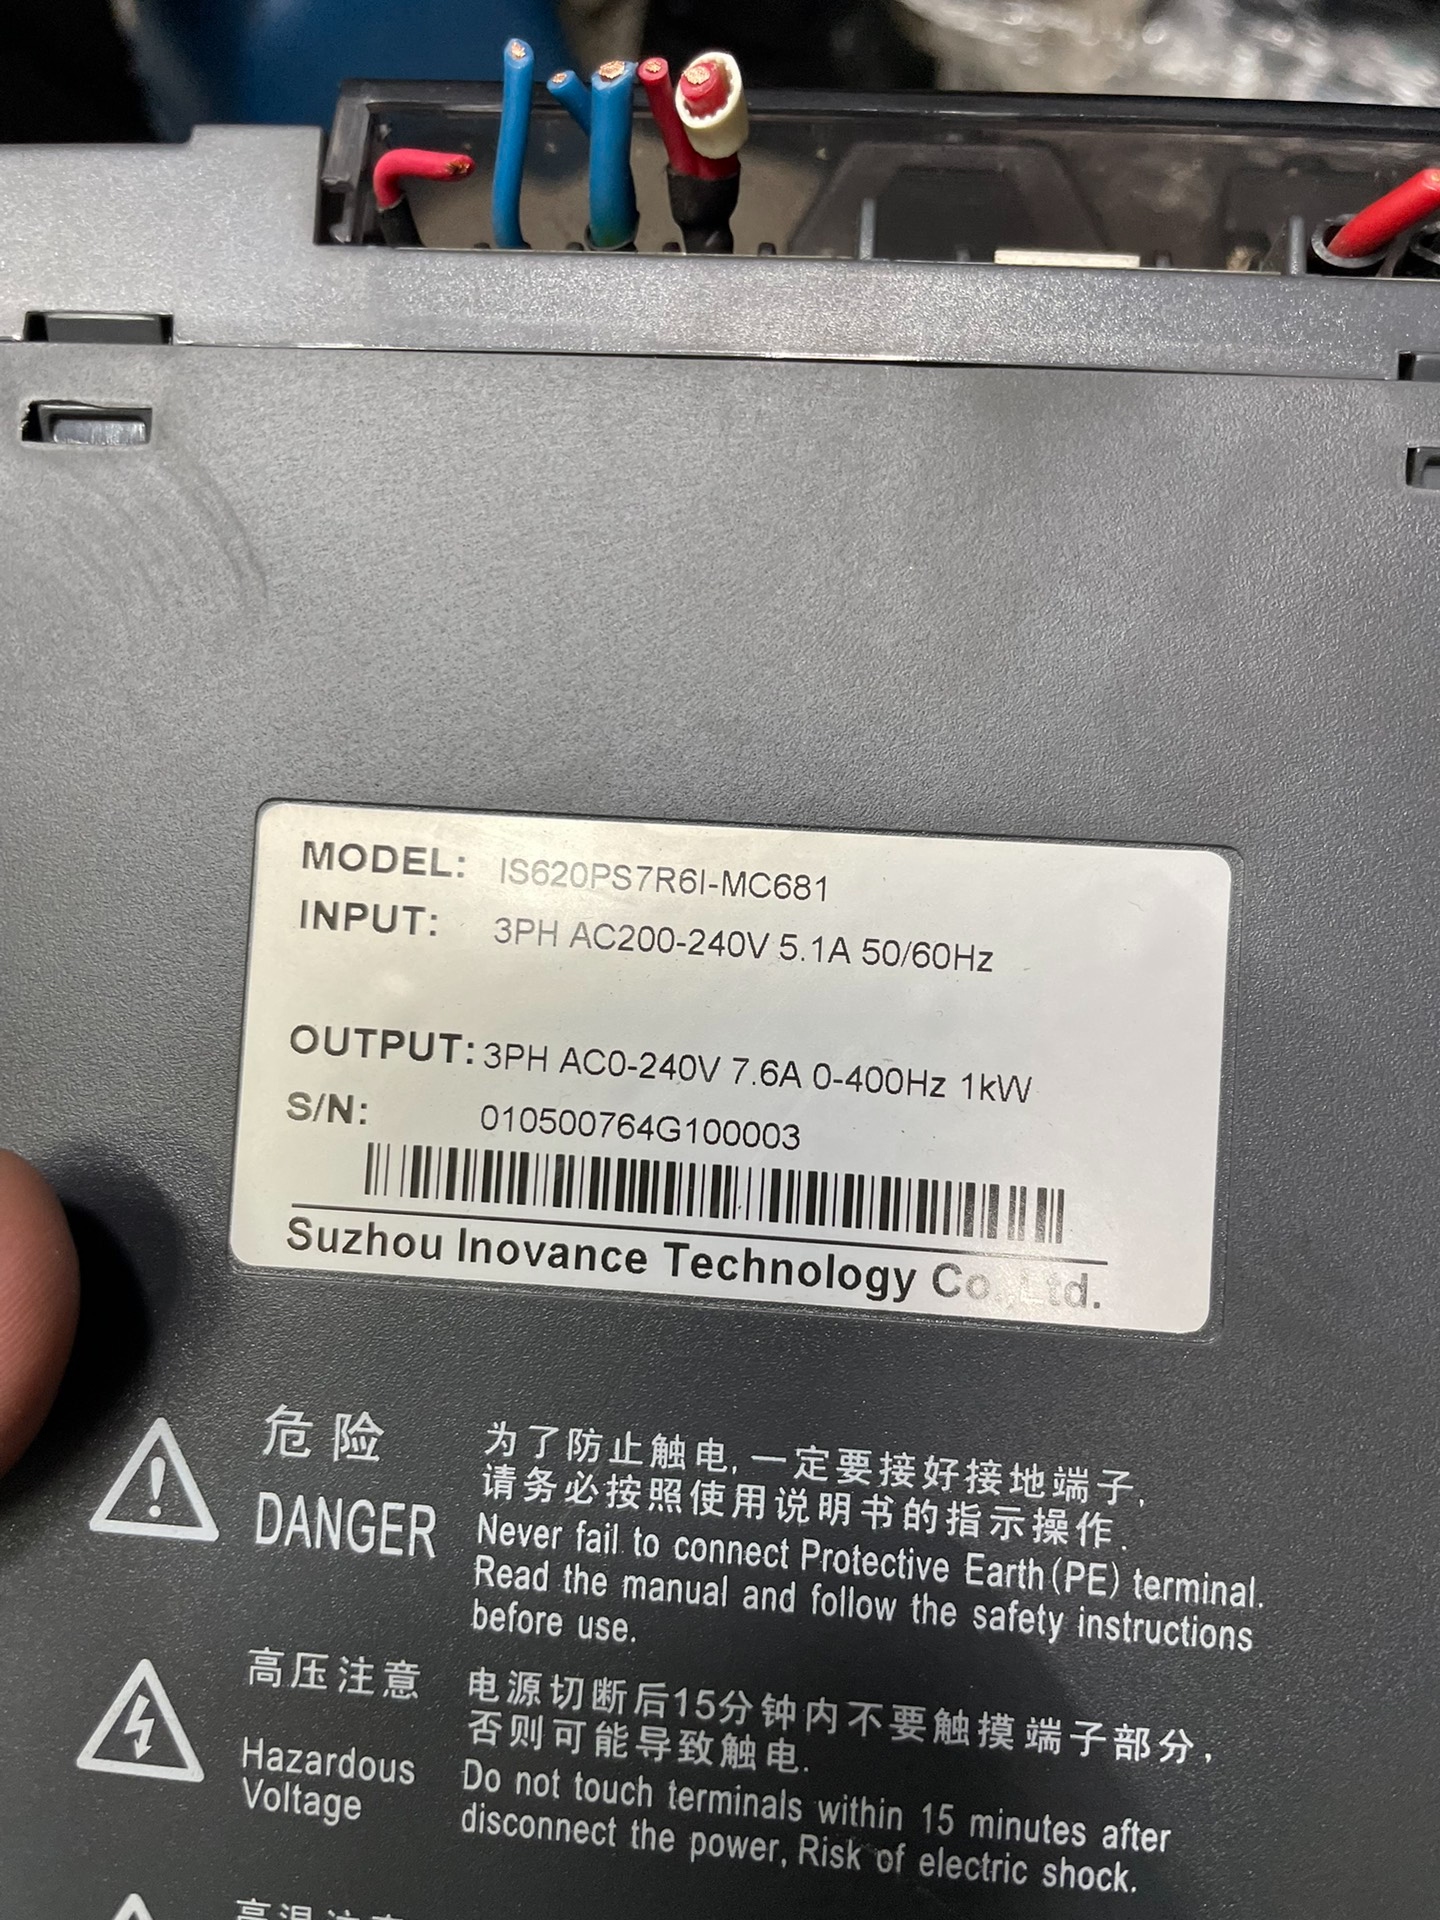 MODEL: IS620PS7R6I-MC681
INPUT: 3PH AC200-240V 5.1A 50/60Hz
OUTPUT: 3PH AC0-240V 7.6A 0-400Hz 1kW
S/N: 010500764G100003
Suzhou Inovance Technology Co., Ltd.
危险
DANGER
为了防止触电,一定要接好接地端子,
请务必按照使用说明书的指示操作.
Never fail to connect Protective Earth(PE) terminal.
Read the manual and follow the safety instructions
before use.
高压注意
Hazardous
Voltage
电源切断后15分钟内不要触摸端子部分,
否则可能导致触电.
Do not touch terminals within 15 minutes after
disconnect the power, Risk of electric shock.
高温注意